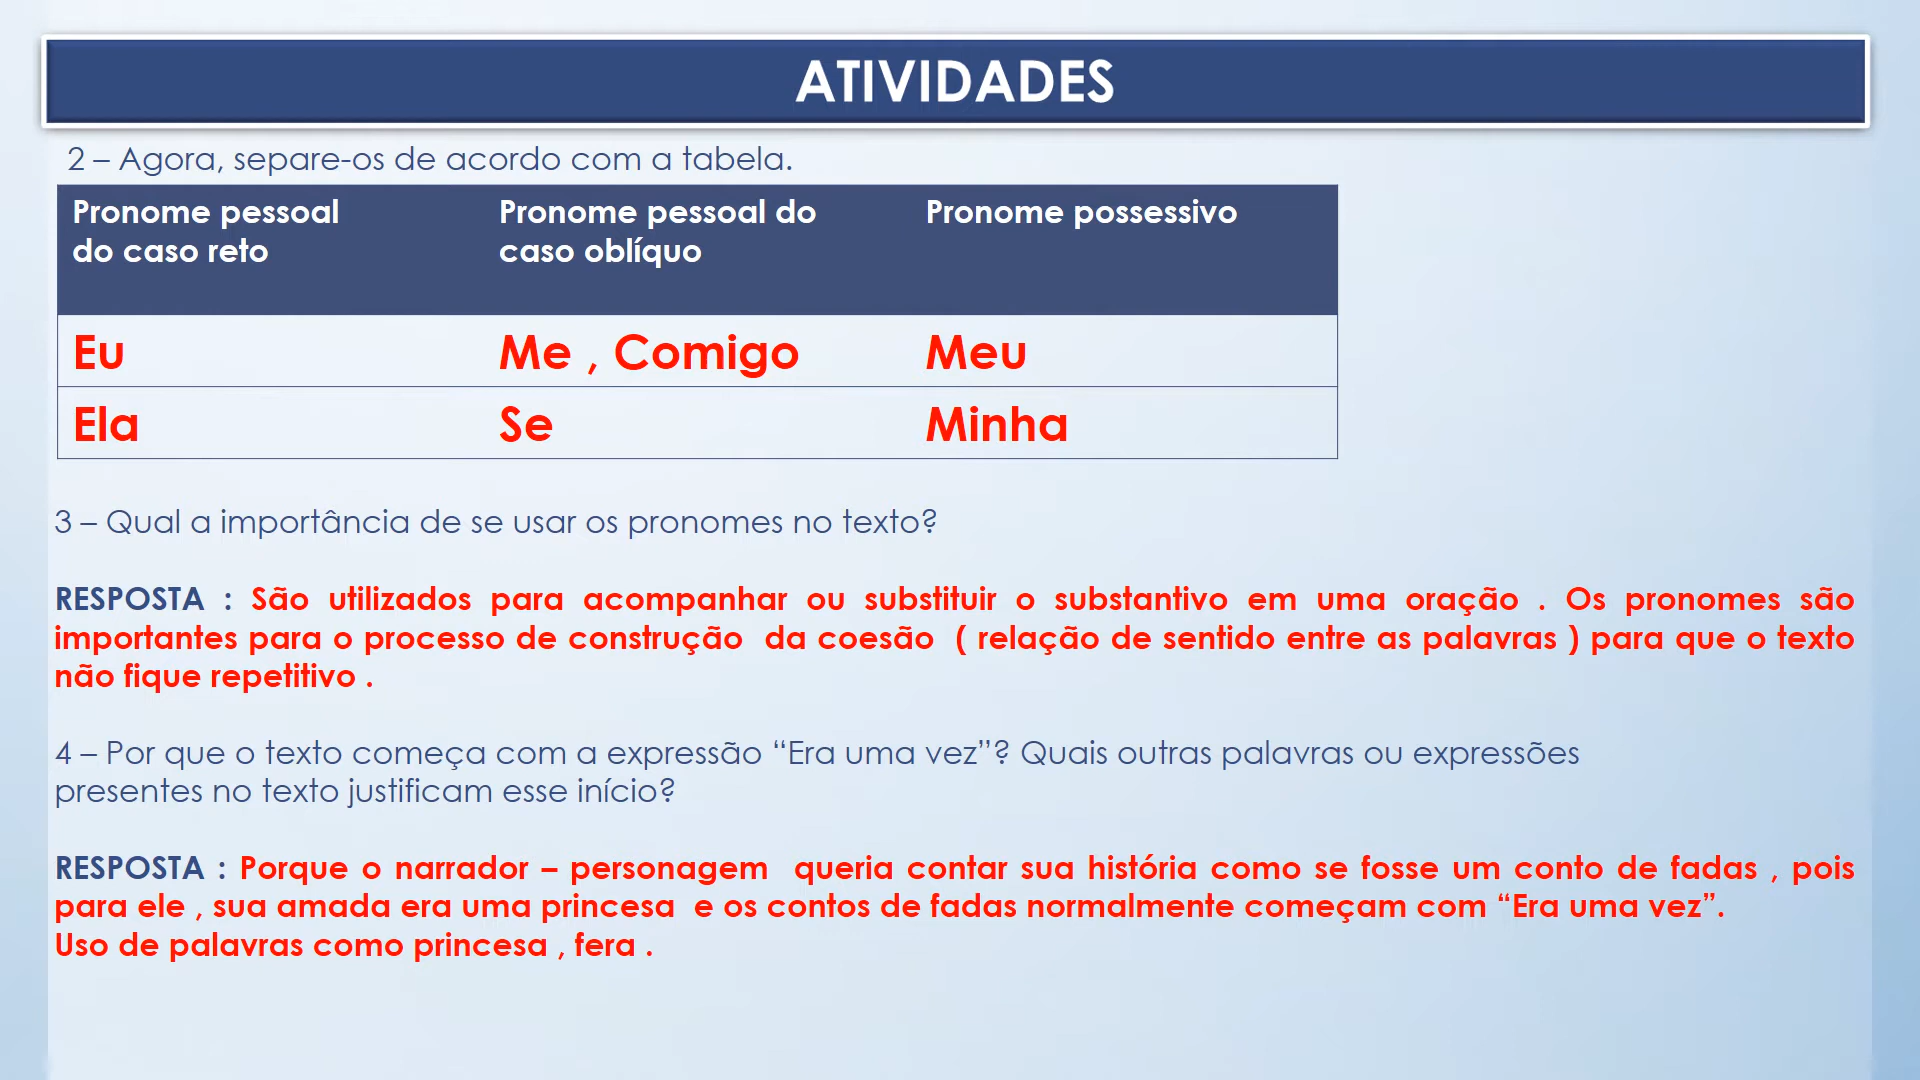 ATIVIDADES
2 – Agora, separe-os de acordo com a tabela.
Pronome pessoal do caso reto
Pronome pessoal do caso oblíquo
Pronome possessivo
Eu
Me , Comigo
Meu
Ela
Se
Minha
3 – Qual a importância de se usar os pronomes no texto?
RESPOSTA : São utilizados para acompanhar ou substituir o substantivo em uma oração . Os pronomes são
importantes para o processo de construção da coesão ( relação de sentido entre as palavras ) para que o texto
não fique repetitivo .
4 – Por que o texto começa com a expressão “Era uma vez”? Quais outras palavras ou expressões
presentes no texto justificam esse início?
RESPOSTA : Porque o narrador – personagem queria contar sua história como se fosse um conto de fadas , pois
para ele , sua amada era uma princesa e os contos de fadas normalmente começam com “Era uma vez”.
Uso de palavras como princesa , fera .